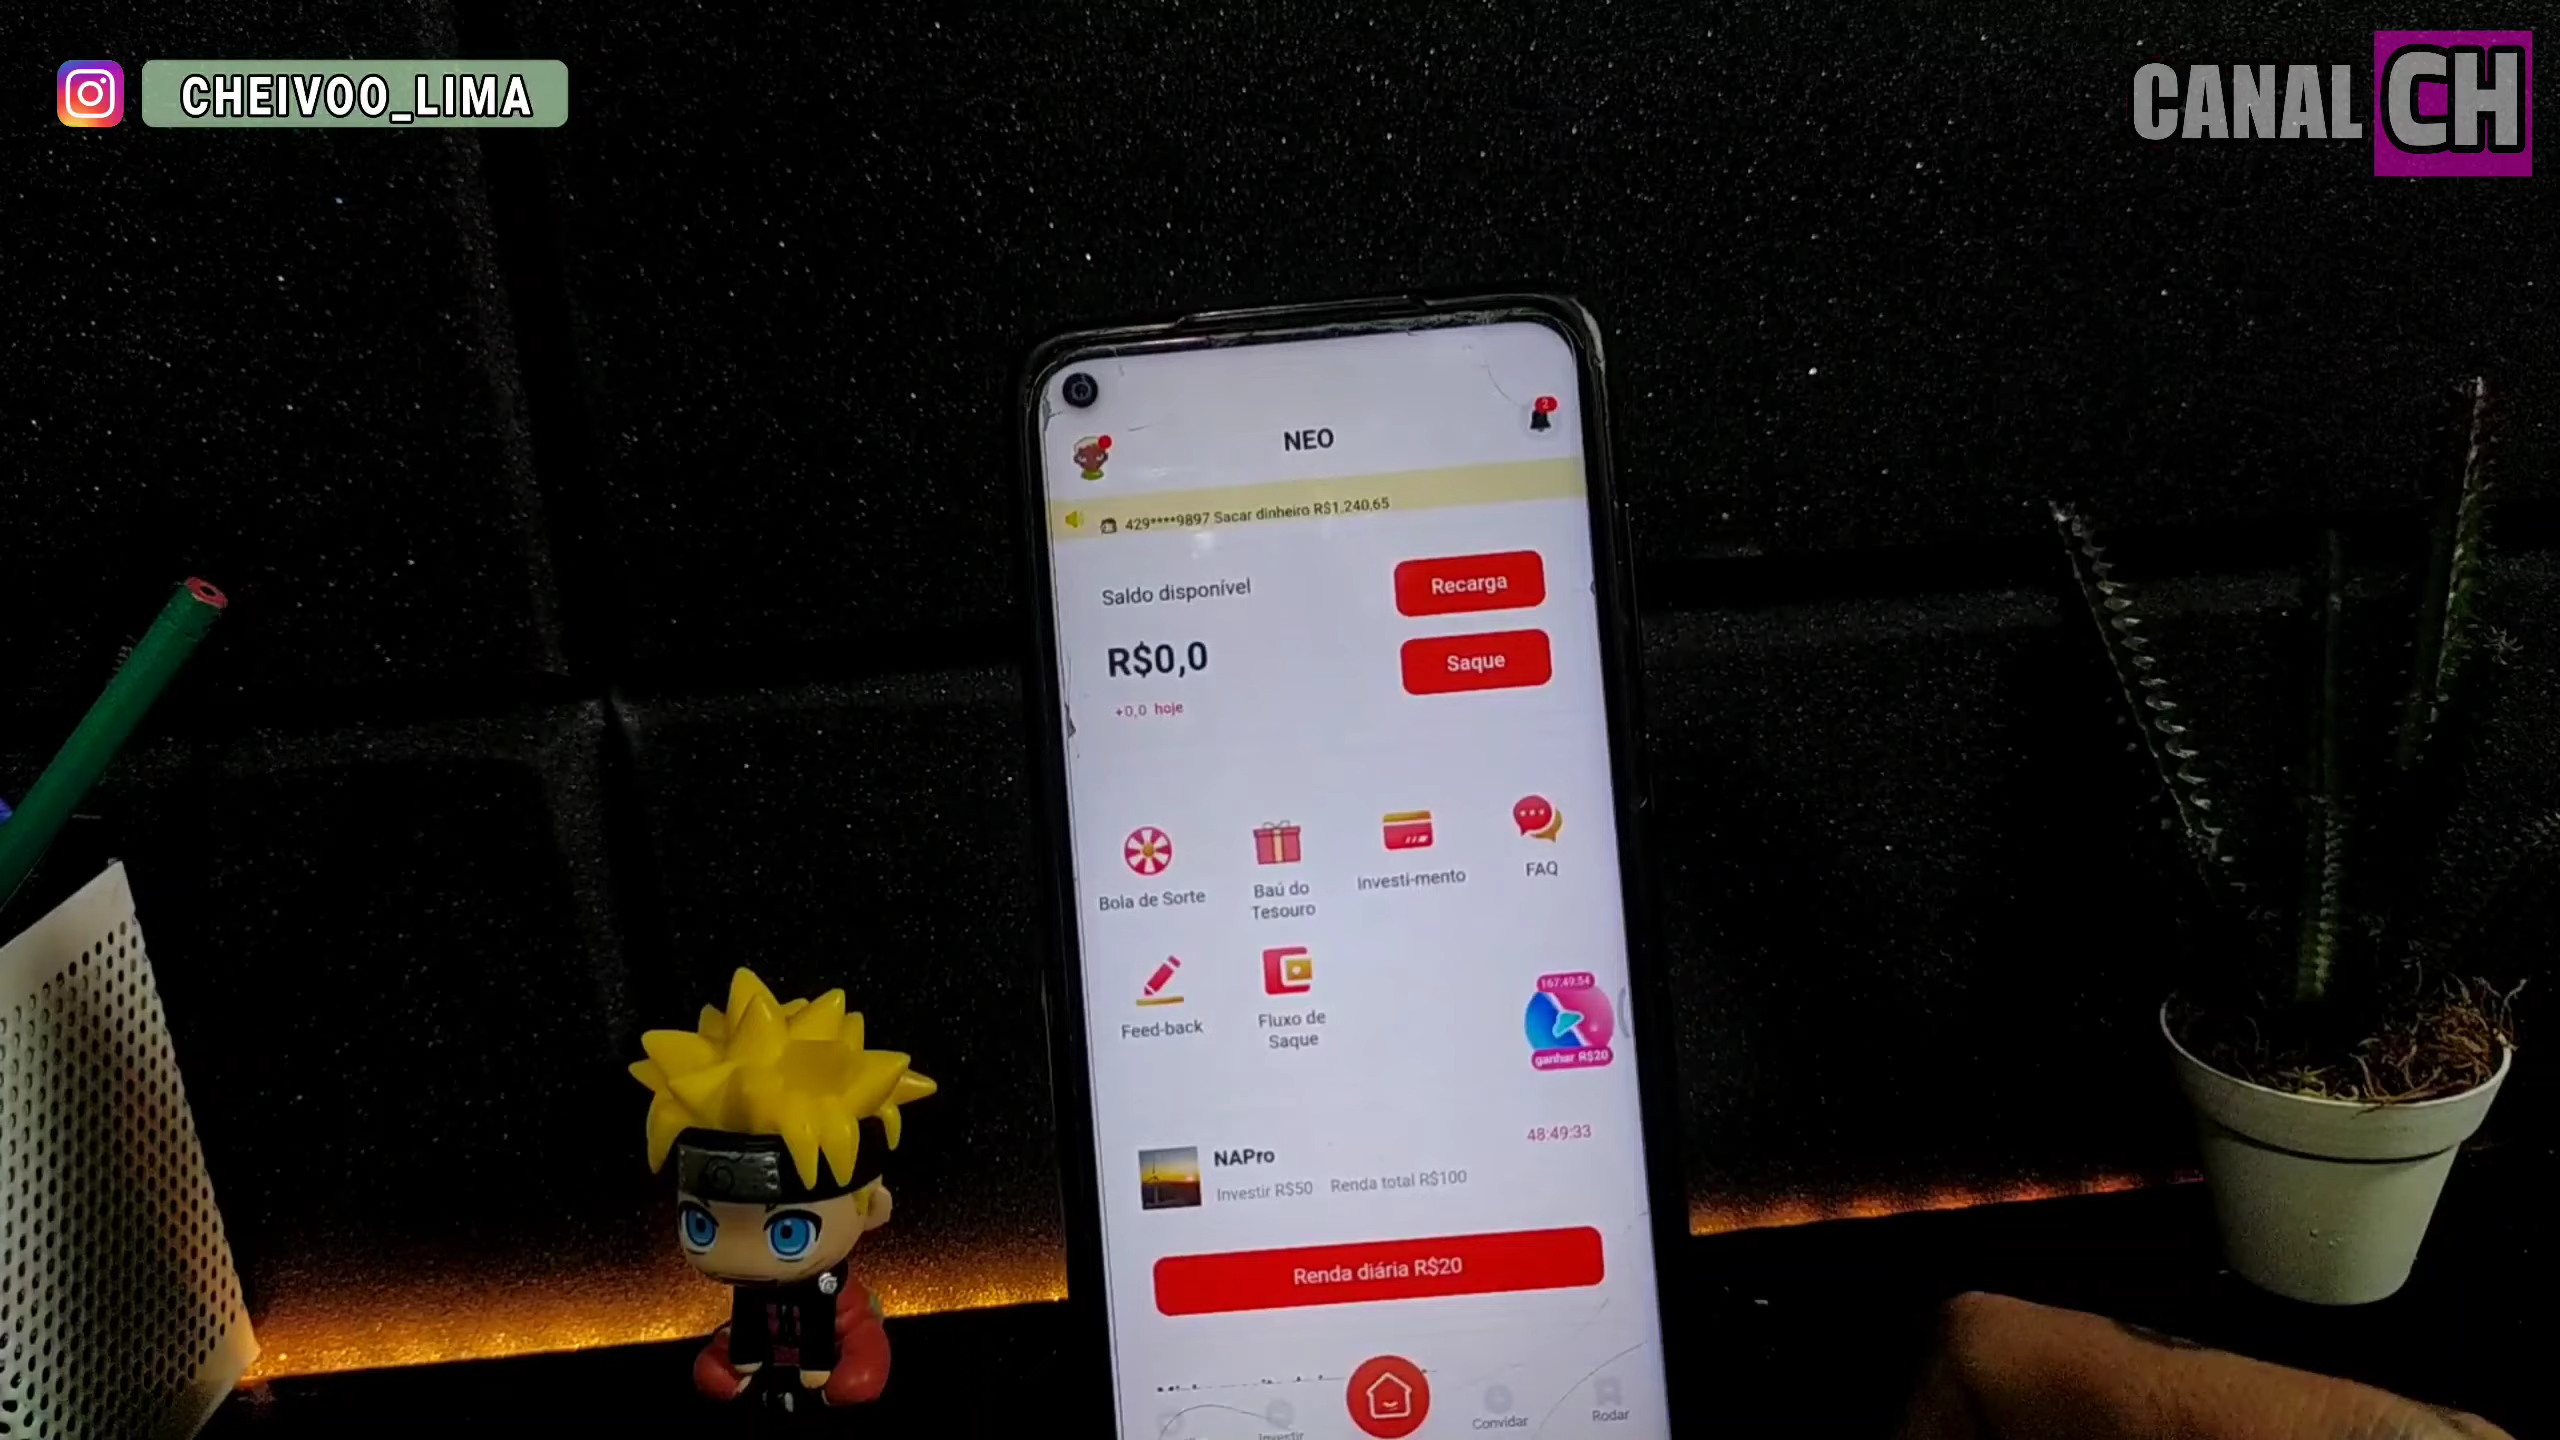 CHEIVOO_LIMA
CANAL CH
NEO
2
429****9897 Sacar dinheiro R$1.240,65
Saldo disponível
Recarga
R$0,0
Saque
+0,0 hoje
Bola de Sorte
Baú do
Tesouro
Investi-mento
FAQ
Feed-back
Fluxo de
Saque
167:49:54
ganhar R$20
NAPro
48:49:33
Investir R$50 Renda total R$100
Renda diária R$20
Investir
Convidar
Rodar